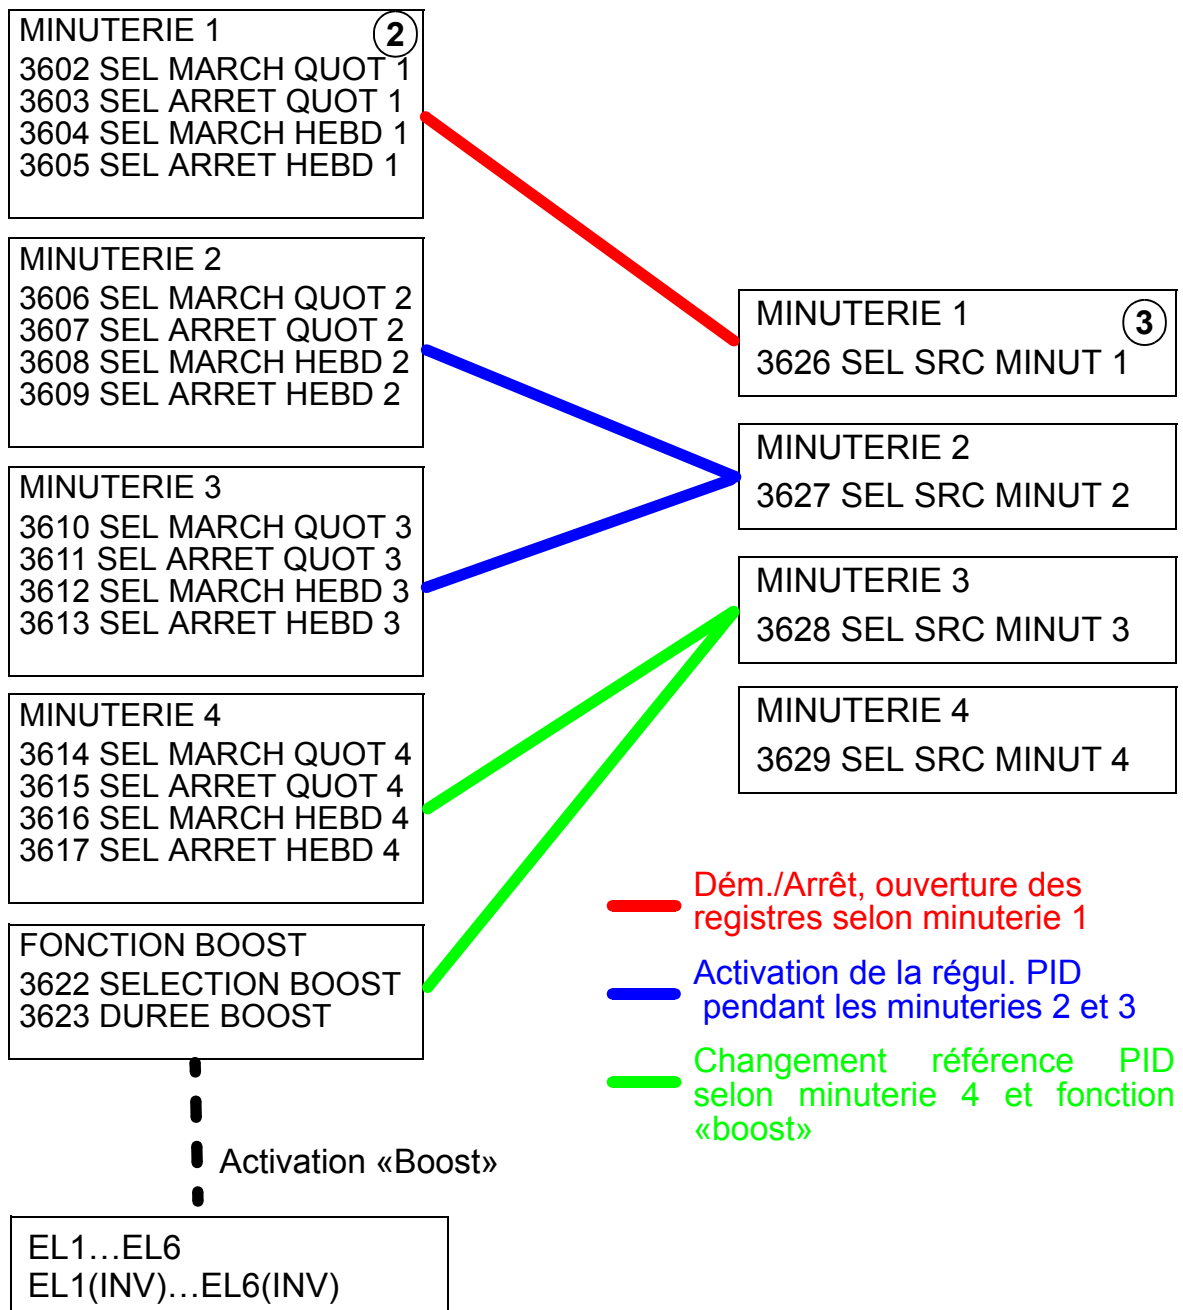 MINUTERIE 1
2
3602 SEL MARCH QUOT 1
3603 SEL ARRET QUOT 1
3604 SEL MARCH HEBD 1
3605 SEL ARRET HEBD 1
MINUTERIE 2
3606 SEL MARCH QUOT 2
3607 SEL ARRET QUOT 2
3608 SEL MARCH HEBD 2
3609 SEL ARRET HEBD 2
MINUTERIE 3
3610 SEL MARCH QUOT 3
3611 SEL ARRET QUOT 3
3612 SEL MARCH HEBD 3
3613 SEL ARRET HEBD 3
MINUTERIE 4
3614 SEL MARCH QUOT 4
3615 SEL ARRET QUOT 4
3616 SEL MARCH HEBD 4
3617 SEL ARRET HEBD 4
FONCTION BOOST
3622 SELECTION BOOST
3623 DUREE BOOST
Activation «Boost»
EL1…EL6
EL1(INV)…EL6(INV)
MINUTERIE 1
3
3626 SEL SRC MINUT 1
MINUTERIE 2
3627 SEL SRC MINUT 2
MINUTERIE 3
3628 SEL SRC MINUT 3
MINUTERIE 4
3629 SEL SRC MINUT 4
Dém./Arrêt, ouverture des
registres selon minuterie 1
Activation de la régul. PID
pendant les minuteries 2 et 3
Changement référence PID
selon minuterie 4 et fonction
«boost»